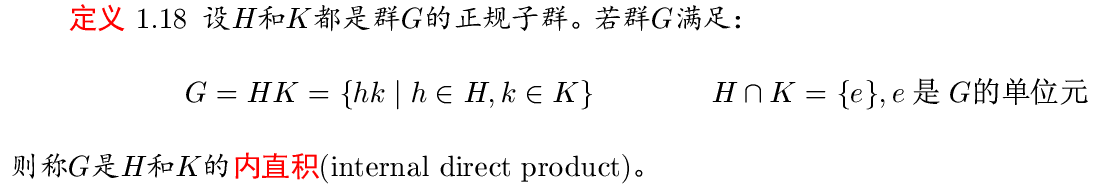 定义 1.18 设H和K都是群G的正规子群。若群G满足：
G = HK = {hk | h ∈ H, k ∈ K} H ∩ K = {e}, e 是 G的单位元
则称G是H和K的内直积(internal direct product)。